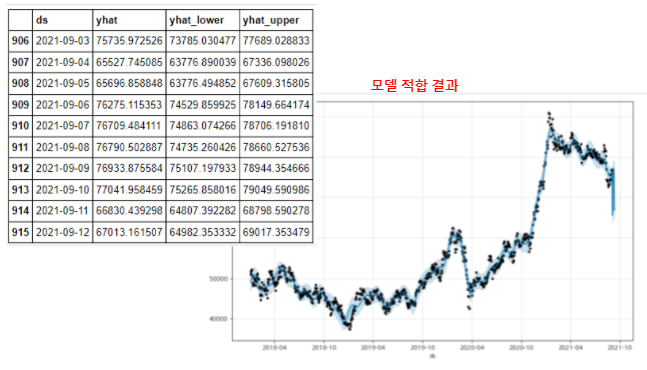 ds yhat yhat_lower yhat_upper
906 2021-09-03 75735.972526 73785.030477 77689.028833
907 2021-09-04 65527.745085 63776.890039 67336.098026
908 2021-09-05 65696.858848 63776.494852 67609.315805
909 2021-09-06 76275.115353 74529.859925 78149.664174
910 2021-09-07 76709.484111 74863.074266 78706.191810
911 2021-09-08 76790.502887 74735.260426 78660.527536
912 2021-09-09 76933.875584 75107.197933 78944.354666
913 2021-09-10 77041.958459 75265.858016 79049.590986
914 2021-09-11 66830.439298 64807.392282 68798.590278
915 2021-09-12 67013.161507 64982.353332 69017.353479
모델 적합 결과
50000
40000
2018-04 2018-10 2019-04 2019-10 2020-04 2020-10 2021-04 2021-10
ds